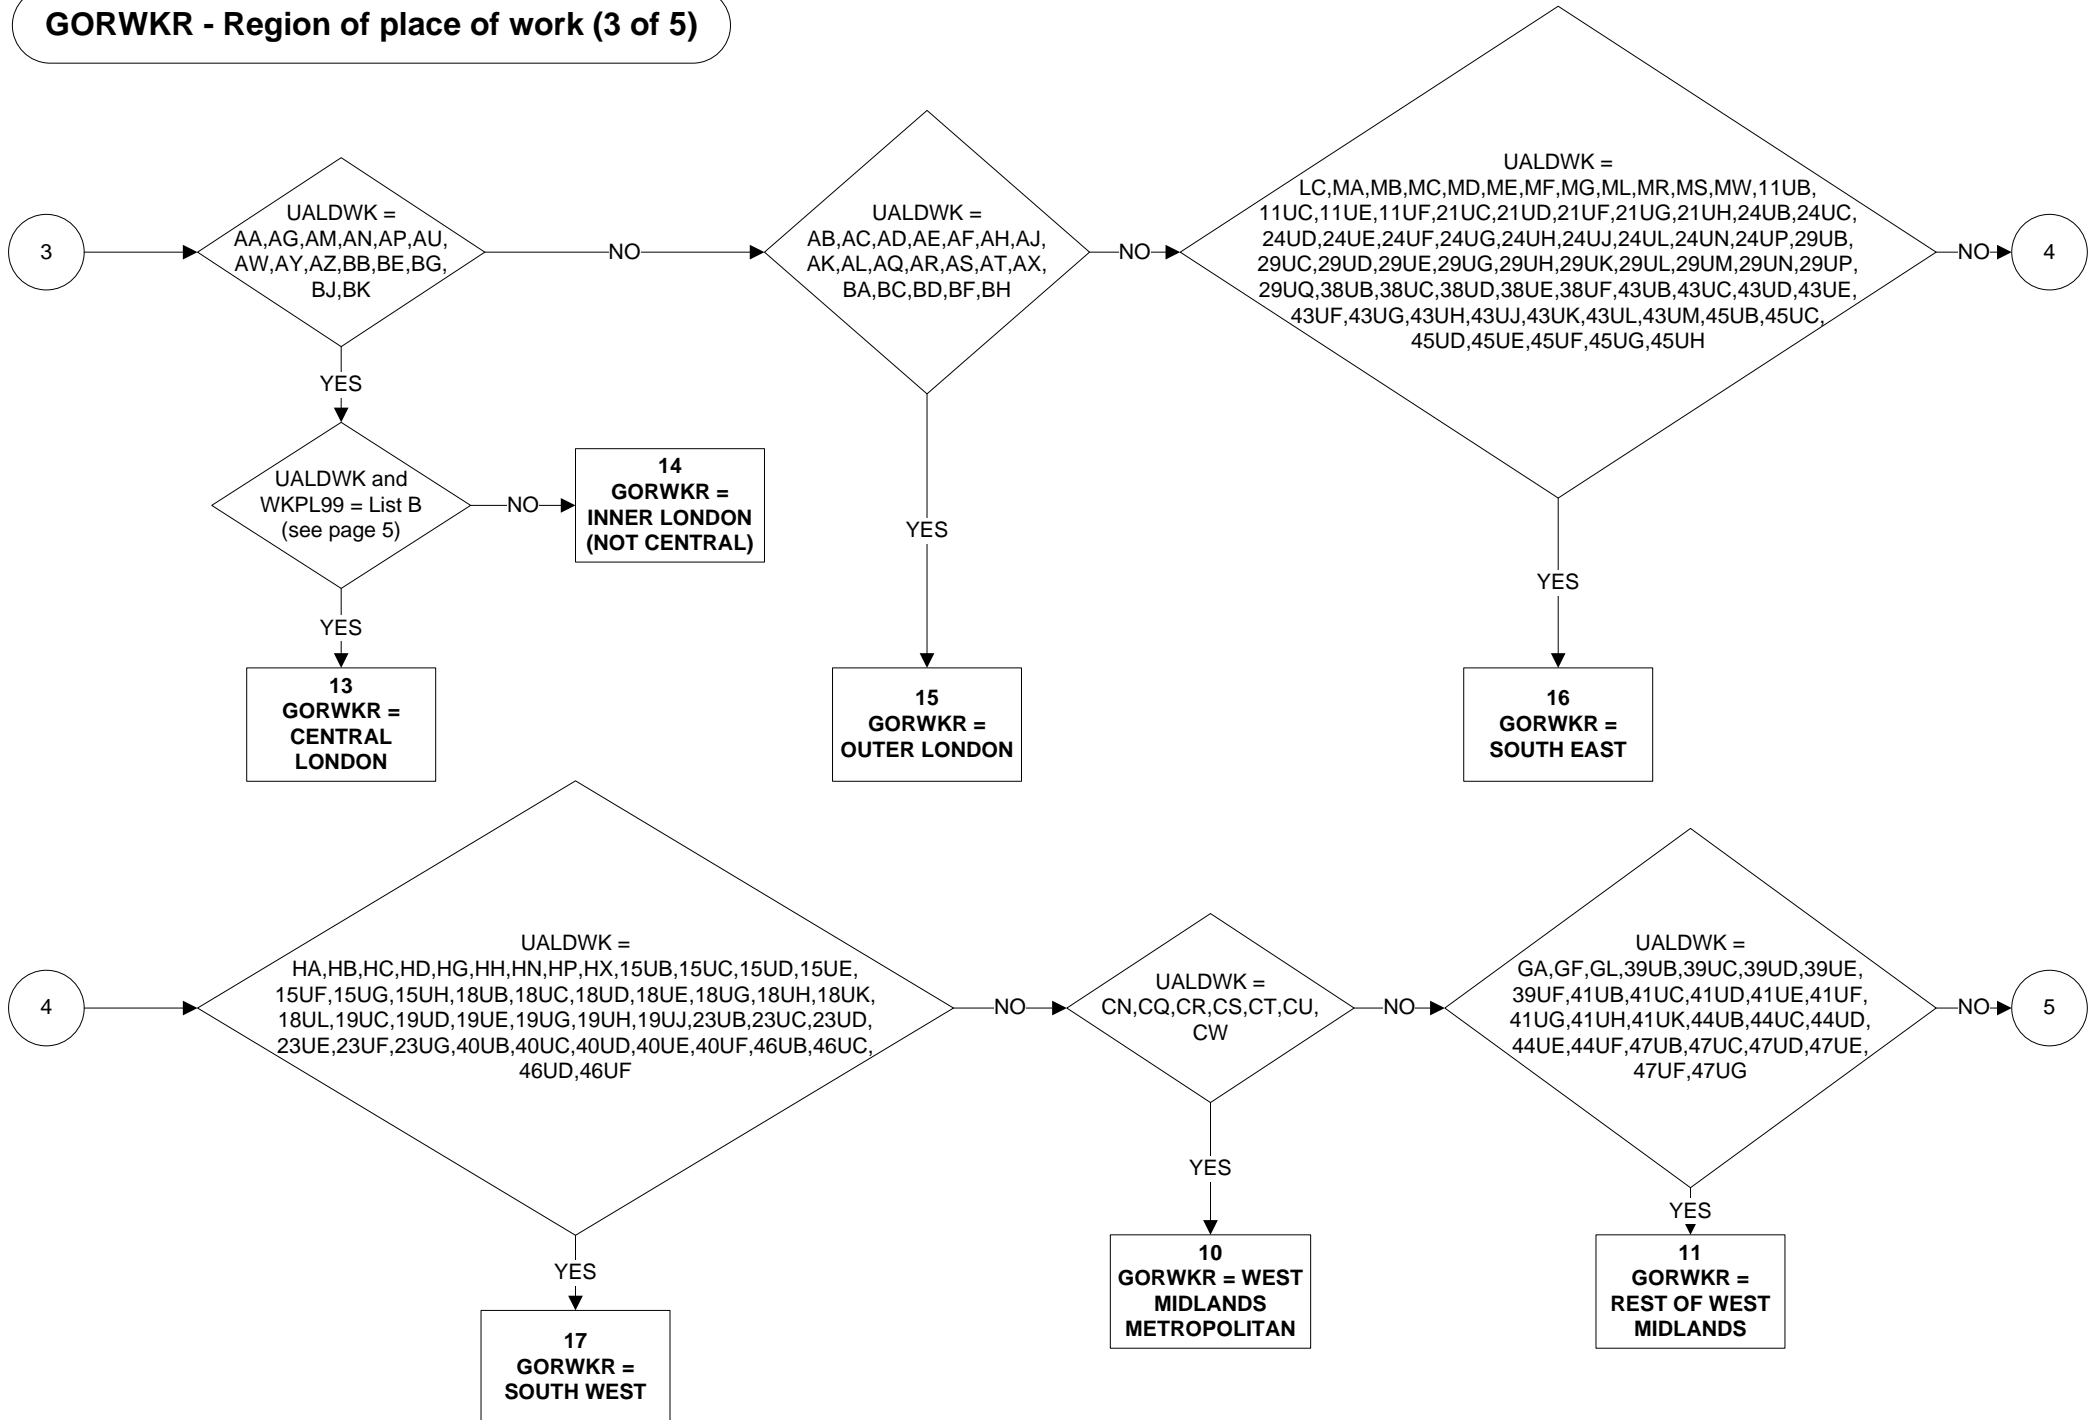 GORWKR - Region of place of work (3 of 5)
3
UALDWK =
AA,AG,AM,AN,AP,AU,
AW,AY,AZ,BB,BE,BG,
BJ,BK
NO
UALDWK =
AB,AC,AD,AE,AF,AH,AJ,
AK,AL,AQ,AR,AS,AT,AX,
BA,BC,BD,BF,BH
NO
UALDWK =
LC,MA,MB,MC,MD,ME,MF,MG,ML,MR,MS,MW,11UB,
11UC,11UE,11UF,21UC,21UD,21UF,21UG,21UH,24UB,24UC,
24UD,24UE,24UF,24UG,24UH,24UJ,24UL,24UN,24UP,29UB,
29UC,29UD,29UE,29UG,29UH,29UK,29UL,29UM,29UN,29UP,
29UQ,38UB,38UC,38UD,38UE,38UF,43UB,43UC,43UD,43UE,
43UF,43UG,43UH,43UJ,43UK,43UL,43UM,45UB,45UC,
45UD,45UE,45UF,45UG,45UH
NO
4
YES
UALDWK and
WKPL99 = List B
(see page 5)
NO
14
GORWKR =
INNER LONDON
(NOT CENTRAL)
YES
YES
YES
13
GORWKR =
CENTRAL
LONDON
15
GORWKR =
OUTER LONDON
16
GORWKR =
SOUTH EAST
4
UALDWK =
HA,HB,HC,HD,HG,HH,HN,HP,HX,15UB,15UC,15UD,15UE,
15UF,15UG,15UH,18UB,18UC,18UD,18UE,18UG,18UH,18UK,
18UL,19UC,19UD,19UE,19UG,19UH,19UJ,23UB,23UC,23UD,
23UE,23UF,23UG,40UB,40UC,40UD,40UE,40UF,46UB,46UC,
46UD,46UF
NO
UALDWK =
CN,CQ,CR,CS,CT,CU,
CW
NO
UALDWK =
GA,GF,GL,39UB,39UC,39UD,39UE,
39UF,41UB,41UC,41UD,41UE,41UF,
41UG,41UH,41UK,44UB,44UC,44UD,
44UE,44UF,47UB,47UC,47UD,47UE,
47UF,47UG
NO
5
YES
YES
YES
17
GORWKR =
SOUTH WEST
10
GORWKR = WEST
MIDLANDS
METROPOLITAN
11
GORWKR =
REST OF WEST
MIDLANDS